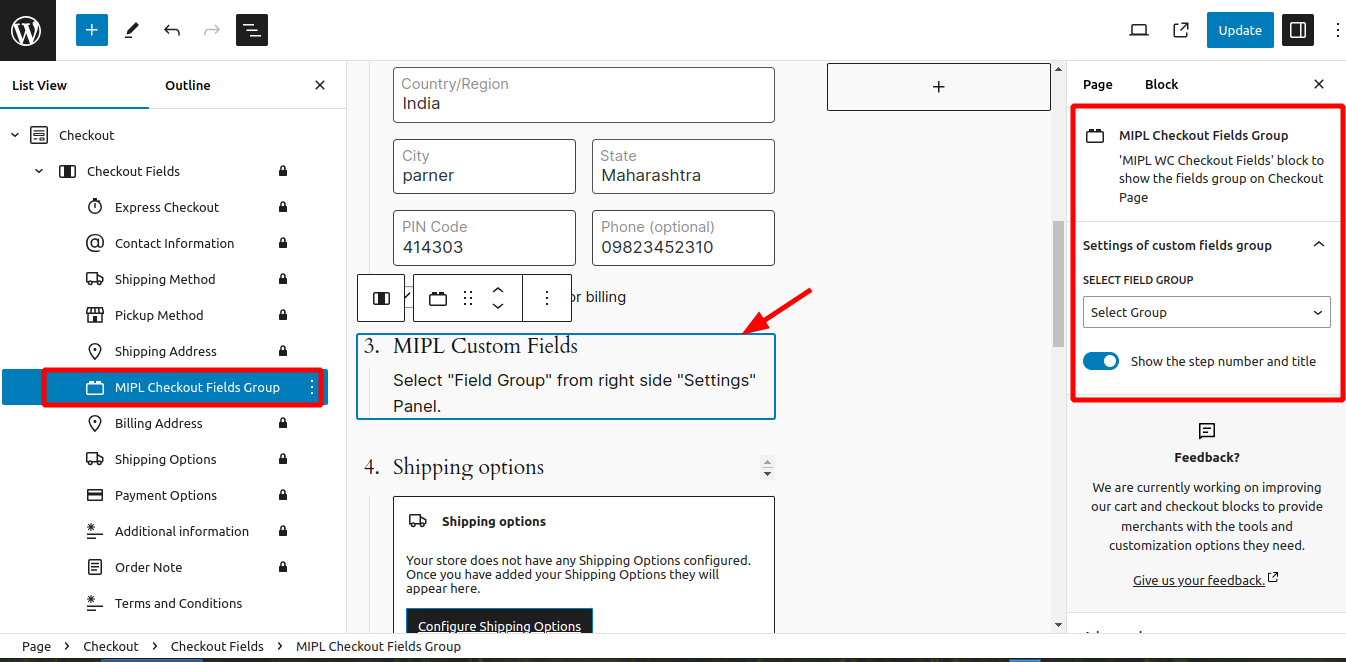 Update
List View
Outline
Checkout
Checkout Fields
Express Checkout
Contact Information
Shipping Method
Pickup Method
Shipping Address
MIPL Checkout Fields Group
Billing Address
Shipping Options
Payment Options
Additional information
Order Note
Terms and Conditions
Country/Region
India
City
parner
State
Maharashtra
PIN Code
414303
Phone (optional)
09823452310
or billing
3. MIPL Custom Fields
Select "Field Group" from right side "Settings"
Panel.
4. Shipping options
Shipping options
Your store does not have any Shipping Options configured.
Once you have added your Shipping Options they will
appear here.
Configure Shipping Options
Page
Block
MIPL Checkout Fields Group
'MIPL WC Checkout Fields' block to
show the fields group on Checkout
Page
Settings of custom fields group
SELECT FIELD GROUP
Select Group
Show the step number and title
Feedback?
We are currently working on improving
our cart and checkout blocks to provide
merchants with the tools and
customization options they need.
Give us your feedback.
Page > Checkout > Checkout Fields > MIPL Checkout Fields Group